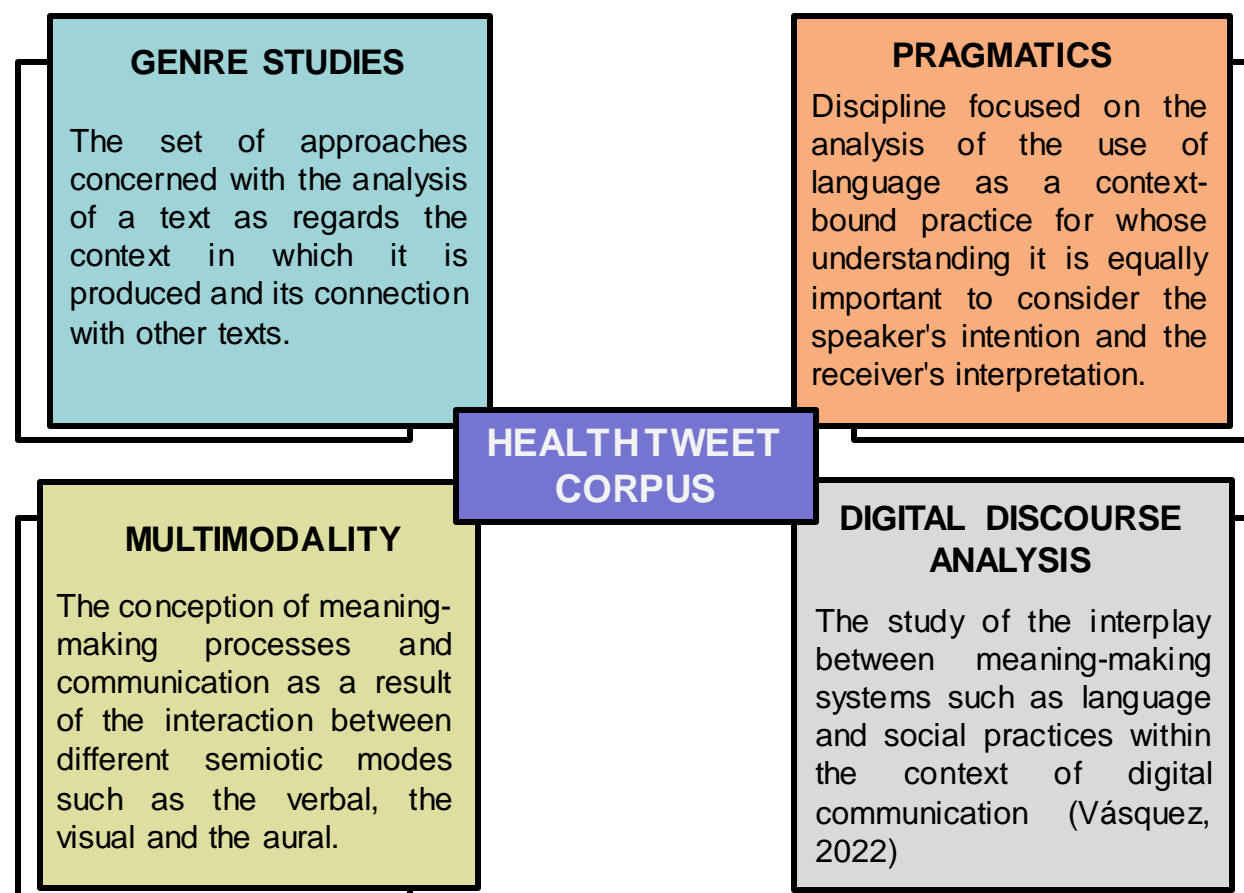 GENRE STUDIES
The set of approaches
concerned with the analysis
of a text as regards the
context in which it is
produced and its connection
with other texts.
PRAGMATICS
Discipline focused on the
analysis of the use of
language as a context-
bound practice for whose
understanding it is equally
important to consider the
speaker's intention and the
receiver's interpretation.
HEALTH TWEET
CORPUS
MULTIMODALITY
The conception of meaning-
making processes and
communication as a result
of the interaction between
different semiotic modes
such as the verbal, the
visual and the aural.
DIGITAL DISCOURSE
ANALYSIS
The study of the interplay
between meaning-making
systems such as language
and social practices within
the context of digital
communication (Vásquez,
2022)